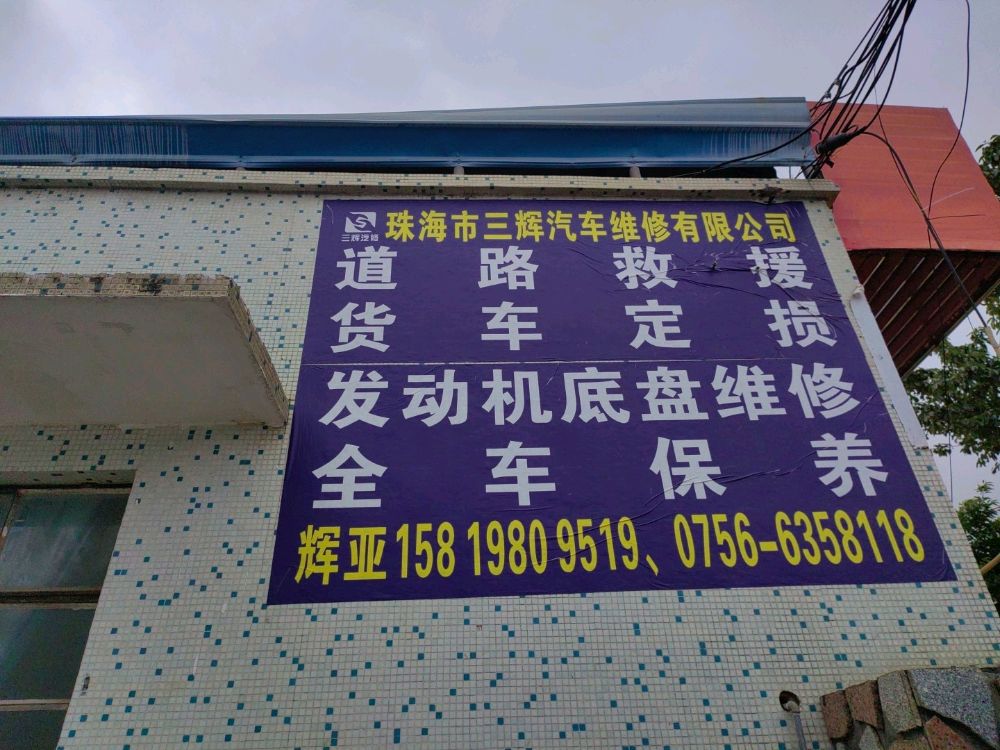 三辉汽修
珠海市三辉汽车维修有限公司
道路救援
货车定损
发动机底盘维修
全车保养
辉亚158 1980 9519、0756-6358118